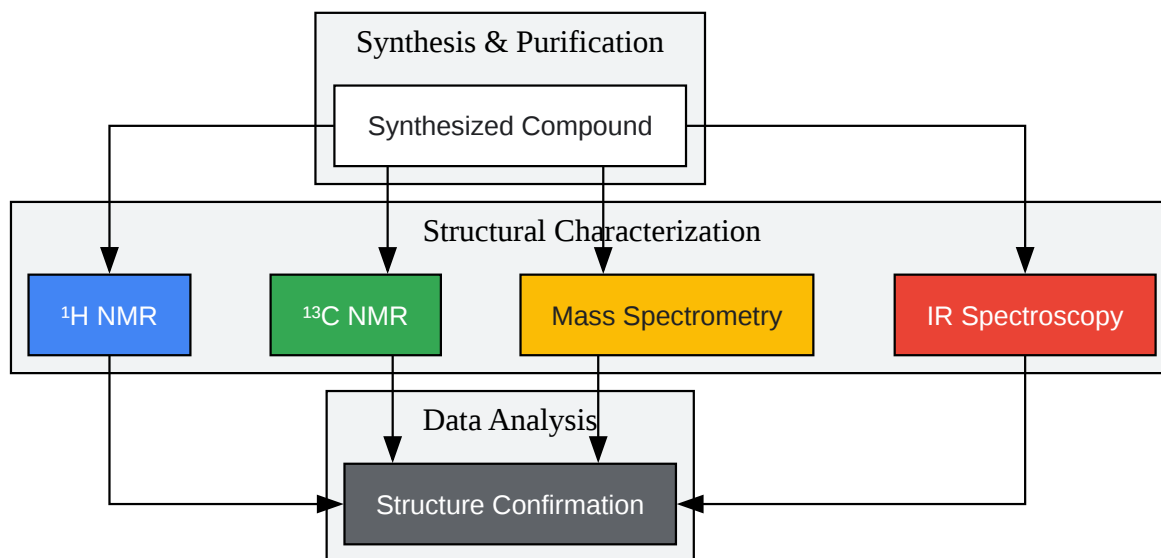 Synthesis & Purification
Synthesized Compound
Structural Characterization
¹H NMR
¹³C NMR
Mass Spectrometry
IR Spectroscopy
Data Analysis
Structure Confirmation